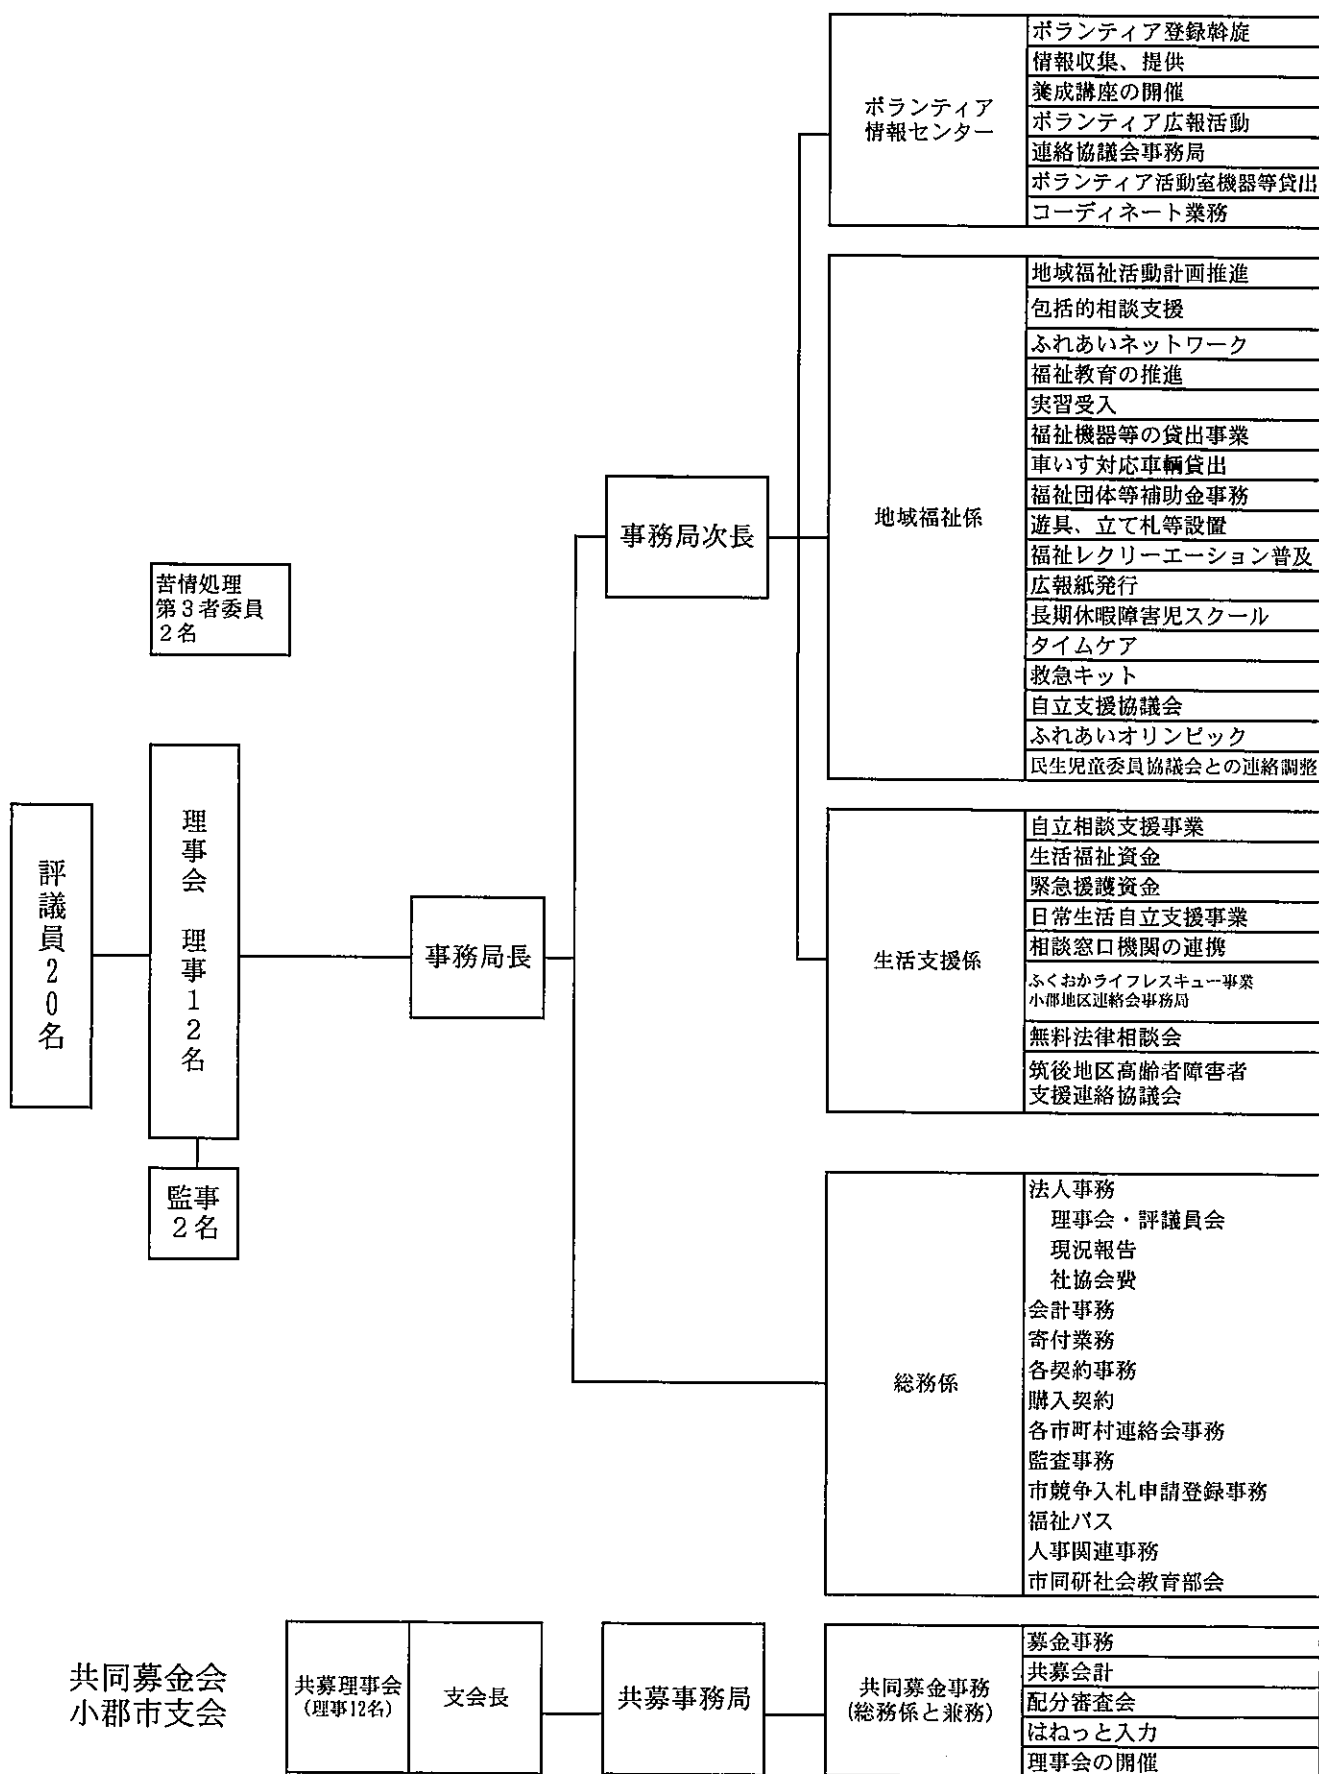 評議員20名
理事会 理事12名
監事
2名
苦情処理
第3者委員
2名
事務局長
事務局次長
ボランティア
情報センター
ボランティア登録斡旋
情報収集、提供
養成講座の開催
ボランティア広報活動
連絡協議会事務局
ボランティア活動室機器等貸出
コーディネート業務
地域福祉係
地域福祉活動計画推進
包括的相談支援
ふれあいネットワーク
福祉教育の推進
実習受入
福祉機器等の貸出事業
車いす対応車輌貸出
福祉団体等補助金事務
遊具、立て札等設置
福祉レクリーエーション普及
広報紙発行
長期休暇障害児スクール
タイムケア
救急キット
自立支援協議会
ふれあいオリンピック
民生児童委員協議会との連絡調整
生活支援係
自立相談支援事業
生活福祉資金
緊急援護資金
日常生活自立支援事業
相談窓口機関の連携
ふくおかライフレスキュー事業
小郡地区連絡会事務局
無料法律相談会
筑後地区高齢者障害者
支援連絡協議会
総務係
法人事務
理事会・評議員会
現況報告
社協会費
会計事務
寄付業務
各契約事務
購入契約
各市町村連絡会事務
監査事務
市競争入札申請登録事務
福祉バス
人事関連事務
市同研社会教育部会
共同募金会
小郡市支会
共募理事会
(理事12名)
支会長
共募事務局
共同募金事務
(総務係と兼務)
募金事務
共募会計
配分審査会
はねっと入力
理事会の開催